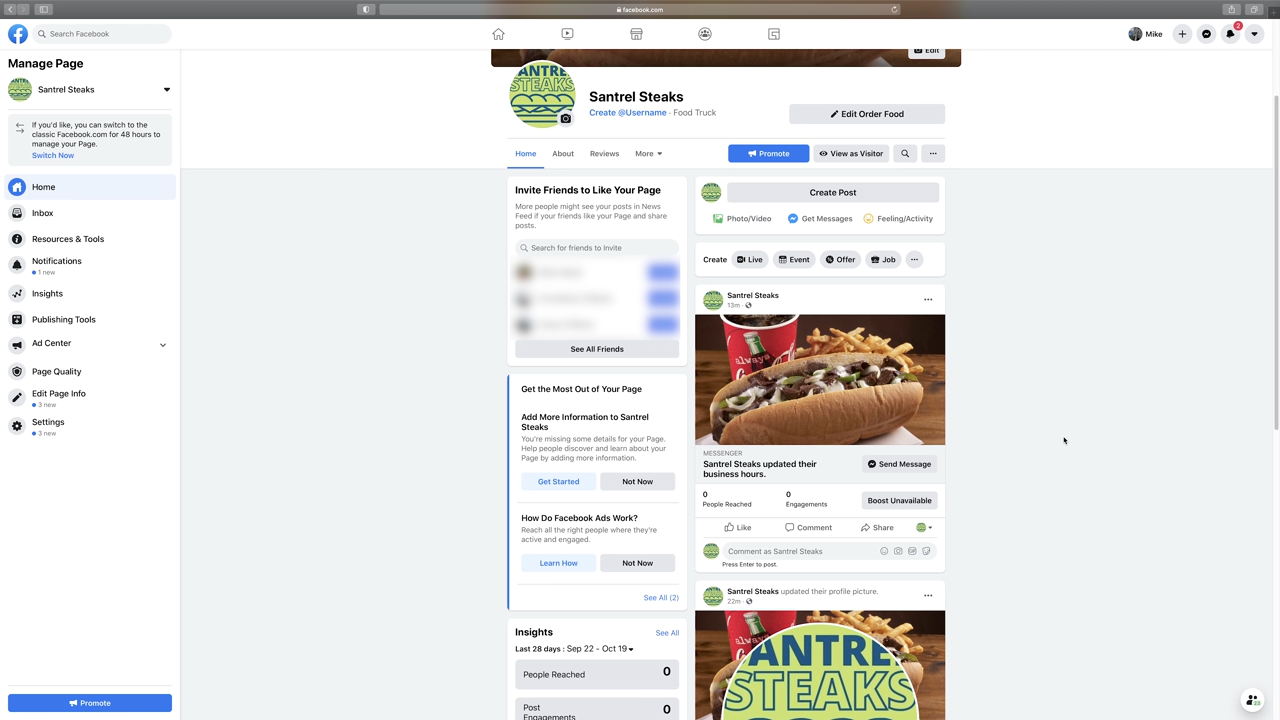 facebook.com
Search Facebook
Mike
2
Manage Page
Santrel Steaks
If you'd like, you can switch to the
classic Facebook.com for 48 hours to
manage your Page.
Switch Now
Home
Inbox
Resources & Tools
Notifications
1 new
Insights
Publishing Tools
Ad Center
Page Quality
Edit Page Info
3 new
Settings
3 new
Promote
Edit
ANTRE
STEAKS
Santrel Steaks
Create @Username · Food Truck
Edit Order Food
Home
About
Reviews
More
Promote
View as Visitor
Invite Friends to Like Your Page
More people might see your posts in News
Feed if your friends like your Page and share
posts.
Search for friends to Invite
See All Friends
Get the Most Out of Your Page
Add More Information to Santrel
Steaks
You're missing some details for your Page.
Help people discover and learn about your
Page by adding more information.
Get Started
Not Now
How Do Facebook Ads Work?
Reach all the right people where they're
active and engaged.
Learn How
Not Now
See All (2)
Insights
See All
Last 28 days : Sep 22 - Oct 19
People Reached
0
Post
Engagements
0
Create Post
Photo/Video
Get Messages
Feeling/Activity
Create
Live
Event
Offer
Job
Santrel Steaks
13m ·
always
MESSENGER
Santrel Steaks updated their
business hours.
Send Message
0
People Reached
0
Engagements
Boost Unavailable
Like
Comment
Share
Comment as Santrel Steaks
GIF
Press Enter to post.
Santrel Steaks updated their profile picture.
22m ·
ANTRE
STEAKS